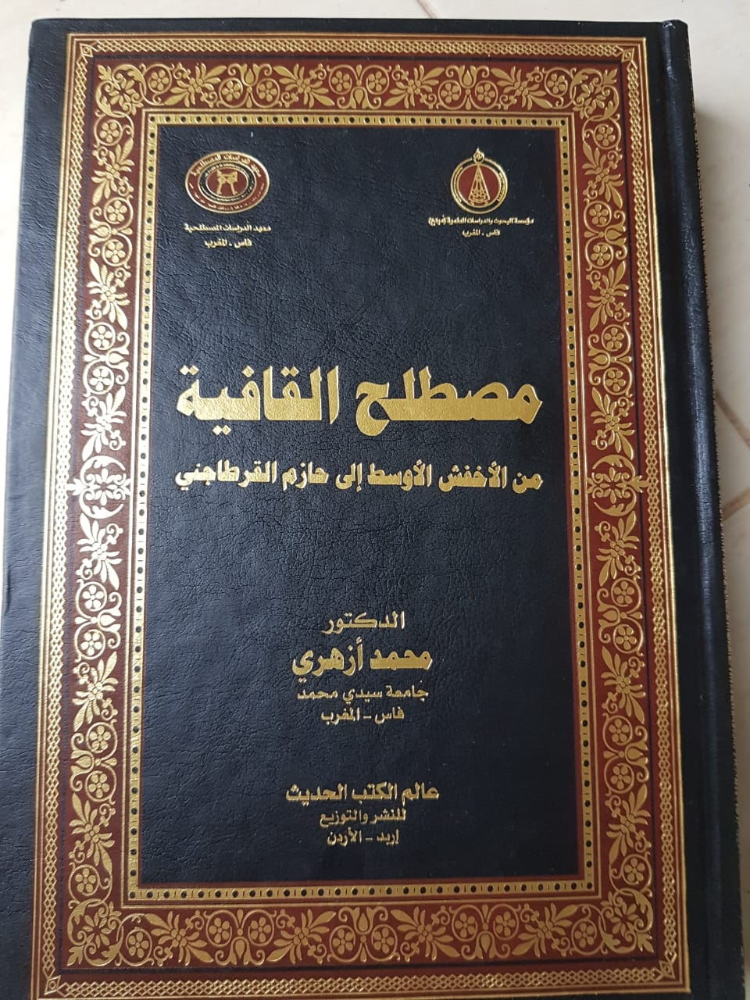 مؤسسة البحوث والدراسات العلمية (مبدع)
فاس - المغرب
معهد الدراسات المصطلحية
فاس - المغرب
مصطلح القافية
من الأخفش الأوسط إلى حازم القرطاجني
الدكتور
محمد أزهري
جامعة سيدي محمد
فاس - المغرب
عالم الكتب الحديث
للنشر والتوزيع
إربد - الأردن